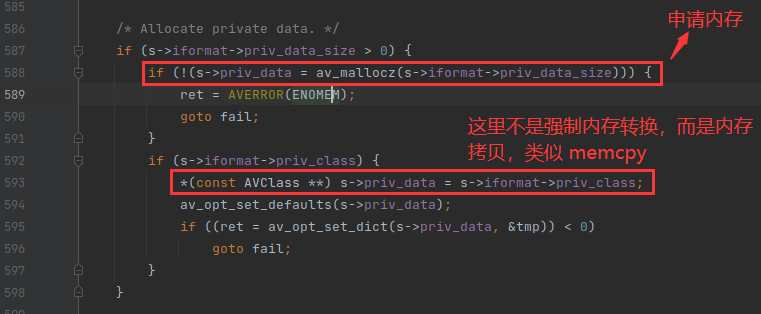 585
586 /* Allocate private data. */
申请内存
587 if (s->iformat->priv_data_size > 0) {
588 if (!(s->priv_data = av_mallocz(s->iformat->priv_data_size))) {
589 ret = AVERROR(ENOMEM);
590 goto fail;
591 }
这里不是强制内存转换，而是内存
拷贝，类似 memcpy
592 if (s->iformat->priv_class) {
593 *(const AVClass **) s->priv_data = s->iformat->priv_class;
594 av_opt_set_defaults(s->priv_data);
595 if ((ret = av_opt_set_dict(s->priv_data, &tmp)) < 0)
596 goto fail;
597 }
598 }